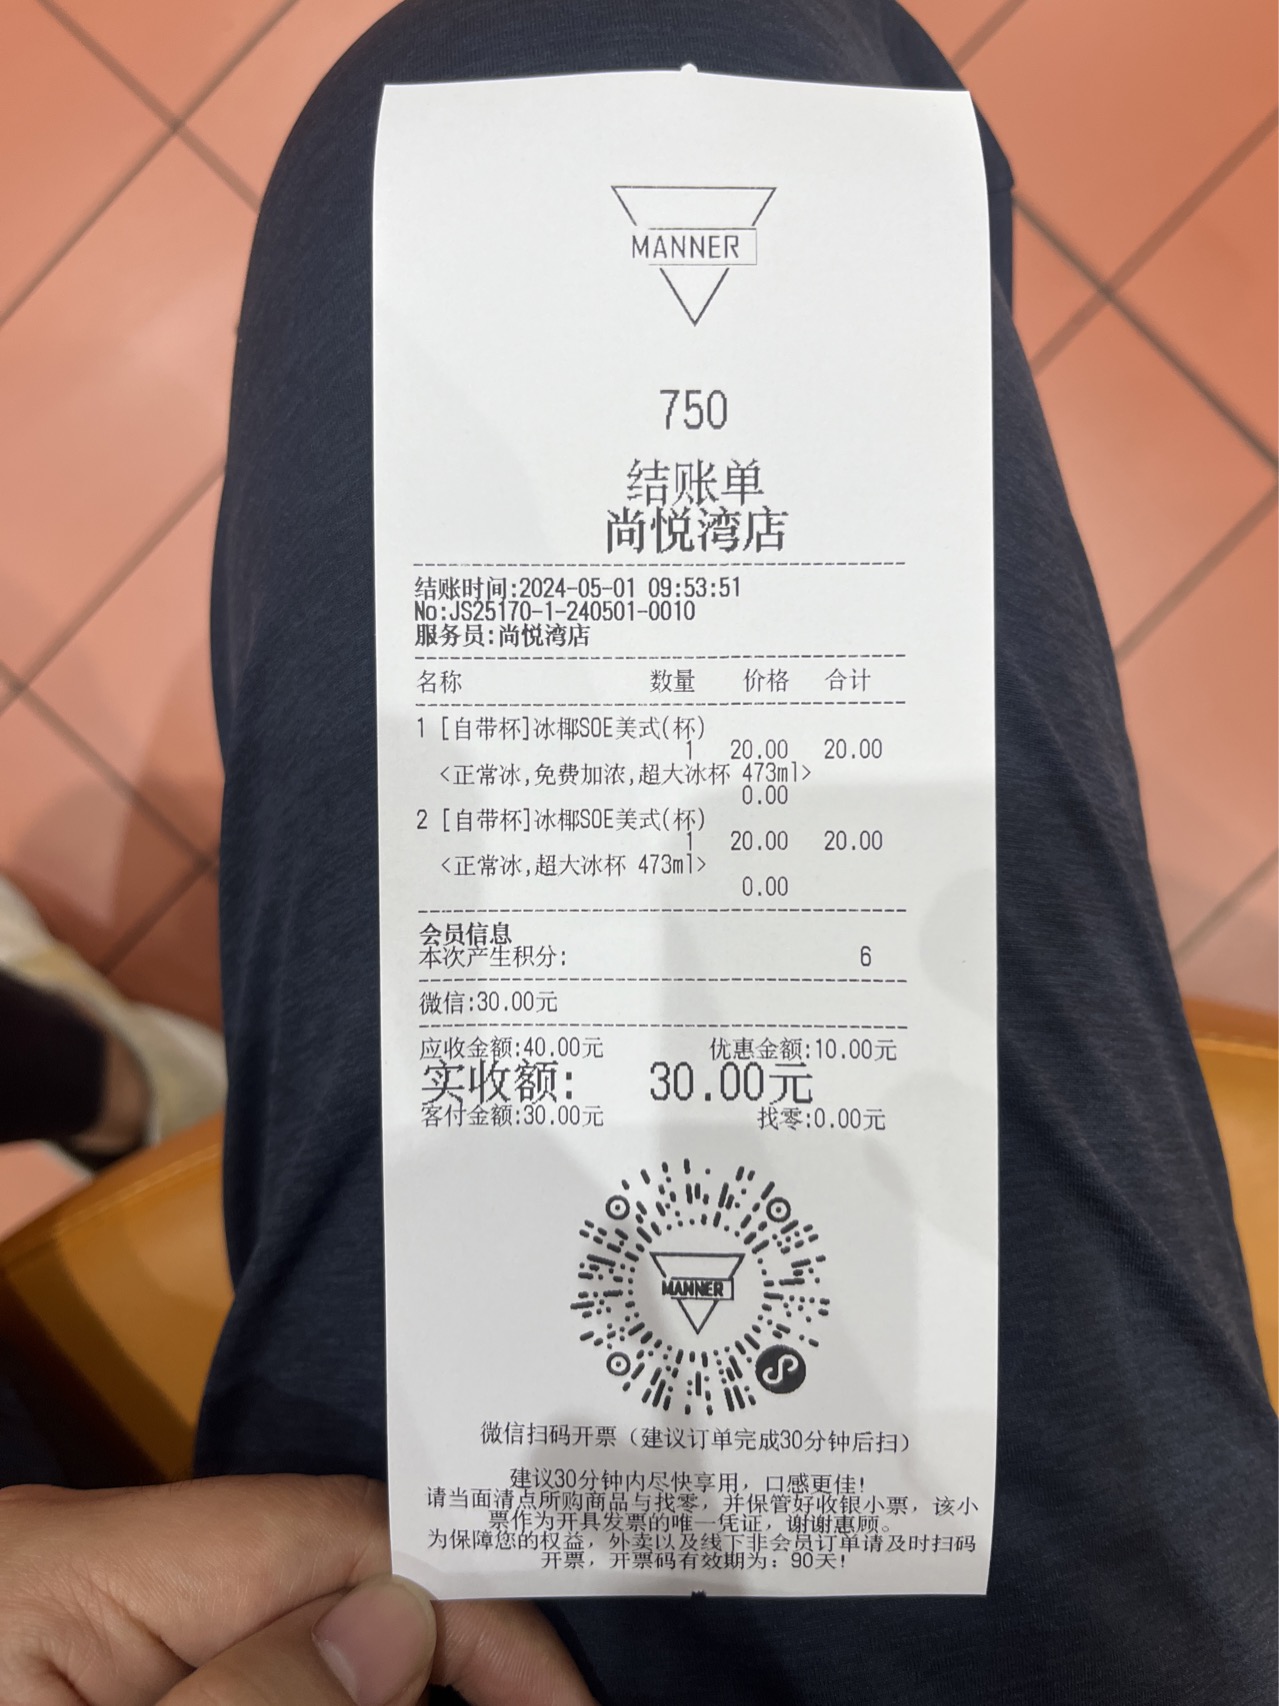 MANNER
750
结账单
尚悦湾店
结账时间:2024-05-01 09:53:51
No:JS25170-1-240501-0010
服务员:尚悦湾店
名称 数量 价格 合计
1 [自带杯]冰椰SOE美式(杯)
1 20.00 20.00
<正常冰,免费加浓,超大冰杯 473ml>
0.00
2 [自带杯]冰椰SOE美式(杯)
1 20.00 20.00
<正常冰,超大冰杯 473ml>
0.00
会员信息
本次产生积分: 6
微信:30.00元
应收金额:40.00元 优惠金额:10.00元
实收额: 30.00元
客付金额:30.00元 找零:0.00元
MANNER
微信扫码开票（建议订单完成30分钟后扫）
建议30分钟内尽快享用，口感更佳!
请当面清点所购商品与找零，并保管好收银小票，该小
票作为开具发票的唯一凭证，谢谢惠顾。
为保障您的权益，外卖以及线下非会员订单请及时扫码
开票，开票码有效期为：90天!